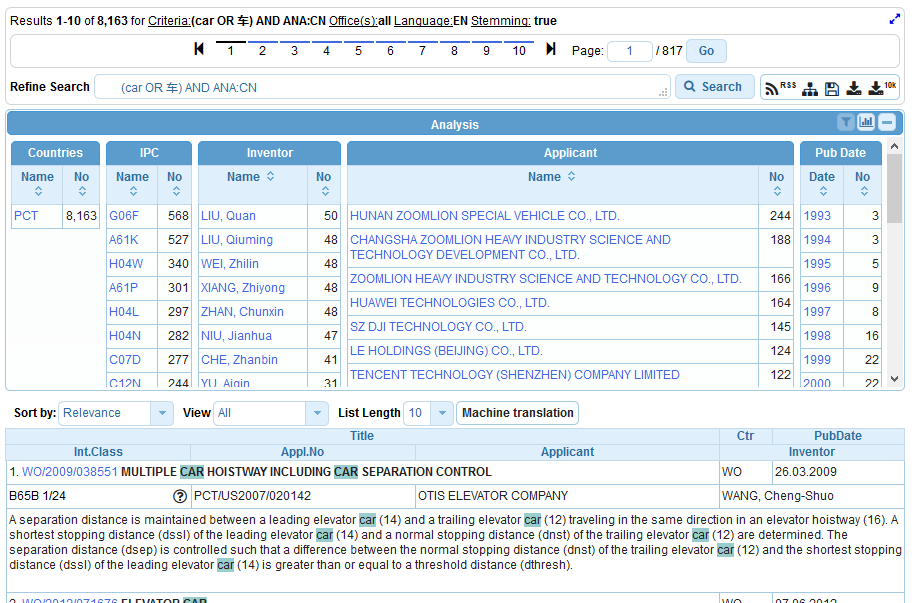 Results 1-10 of 8,163 for Criteria:(car OR 车) AND ANA:CN Office(s):all Language:EN Stemming: true
1 2 3 4 5 6 7 8 9 10 Page: 1 / 817 Go
Refine Search (car OR 车) AND ANA:CN Search RSS 10k
Analysis
Countries IPC Inventor Applicant Pub Date
Name No Name No Name No Name No Date No
PCT 8,163 G06F 568 LIU, Quan 50 HUNAN ZOOMLION SPECIAL VEHICLE CO., LTD. 244 1993 3
A61K 527 LIU, Qiuming 48 CHANGSHA ZOOMLION HEAVY INDUSTRY SCIENCE AND 188 1994 3
TECHNOLOGY DEVELOPMENT CO., LTD.
H04W 340 WEI, Zhilin 48 1995 5
ZOOMLION HEAVY INDUSTRY SCIENCE AND TECHNOLOGY CO., LTD. 166
A61P 301 XIANG, Zhiyong 48 1996 9
HUAWEI TECHNOLOGIES CO., LTD. 164
H04L 297 ZHAN, Chunxin 48 1997 8
SZ DJI TECHNOLOGY CO., LTD. 145
H04N 282 NIU, Jianhua 47 1998 16
LE HOLDINGS (BEIJING) CO., LTD. 124
C07D 277 CHE, Zhanbin 41 1999 22
TENCENT TECHNOLOGY (SHENZHEN) COMPANY LIMITED 122
C12N 244 YU, Aiqin 31 2000 22
Sort by: Relevance View All List Length 10 Machine translation
Title Ctr PubDate
Int.Class Appl.No Applicant Inventor
1. WO/2009/038551 MULTIPLE CAR HOISTWAY INCLUDING CAR SEPARATION CONTROL WO 26.03.2009
B65B 1/24 ? PCT/US2007/020142 OTIS ELEVATOR COMPANY WANG, Cheng-Shuo
A separation distance is maintained between a leading elevator car (14) and a trailing elevator car (12) traveling in the same direction in an elevator hoistway (16). A
shortest stopping distance (dssl) of the leading elevator car (14) and a normal stopping distance (dnst) of the trailing elevator car (12) are determined. The
separation distance (dsep) is controlled such that a difference between the normal stopping distance (dnst) of the trailing elevator car (12) and the shortest stopping
distance (dssl) of the leading elevator car (14) is greater than or equal to a threshold distance (dthresh).
2. WO/2012/071676 ELEVATOR CAR WO 07.06.2012